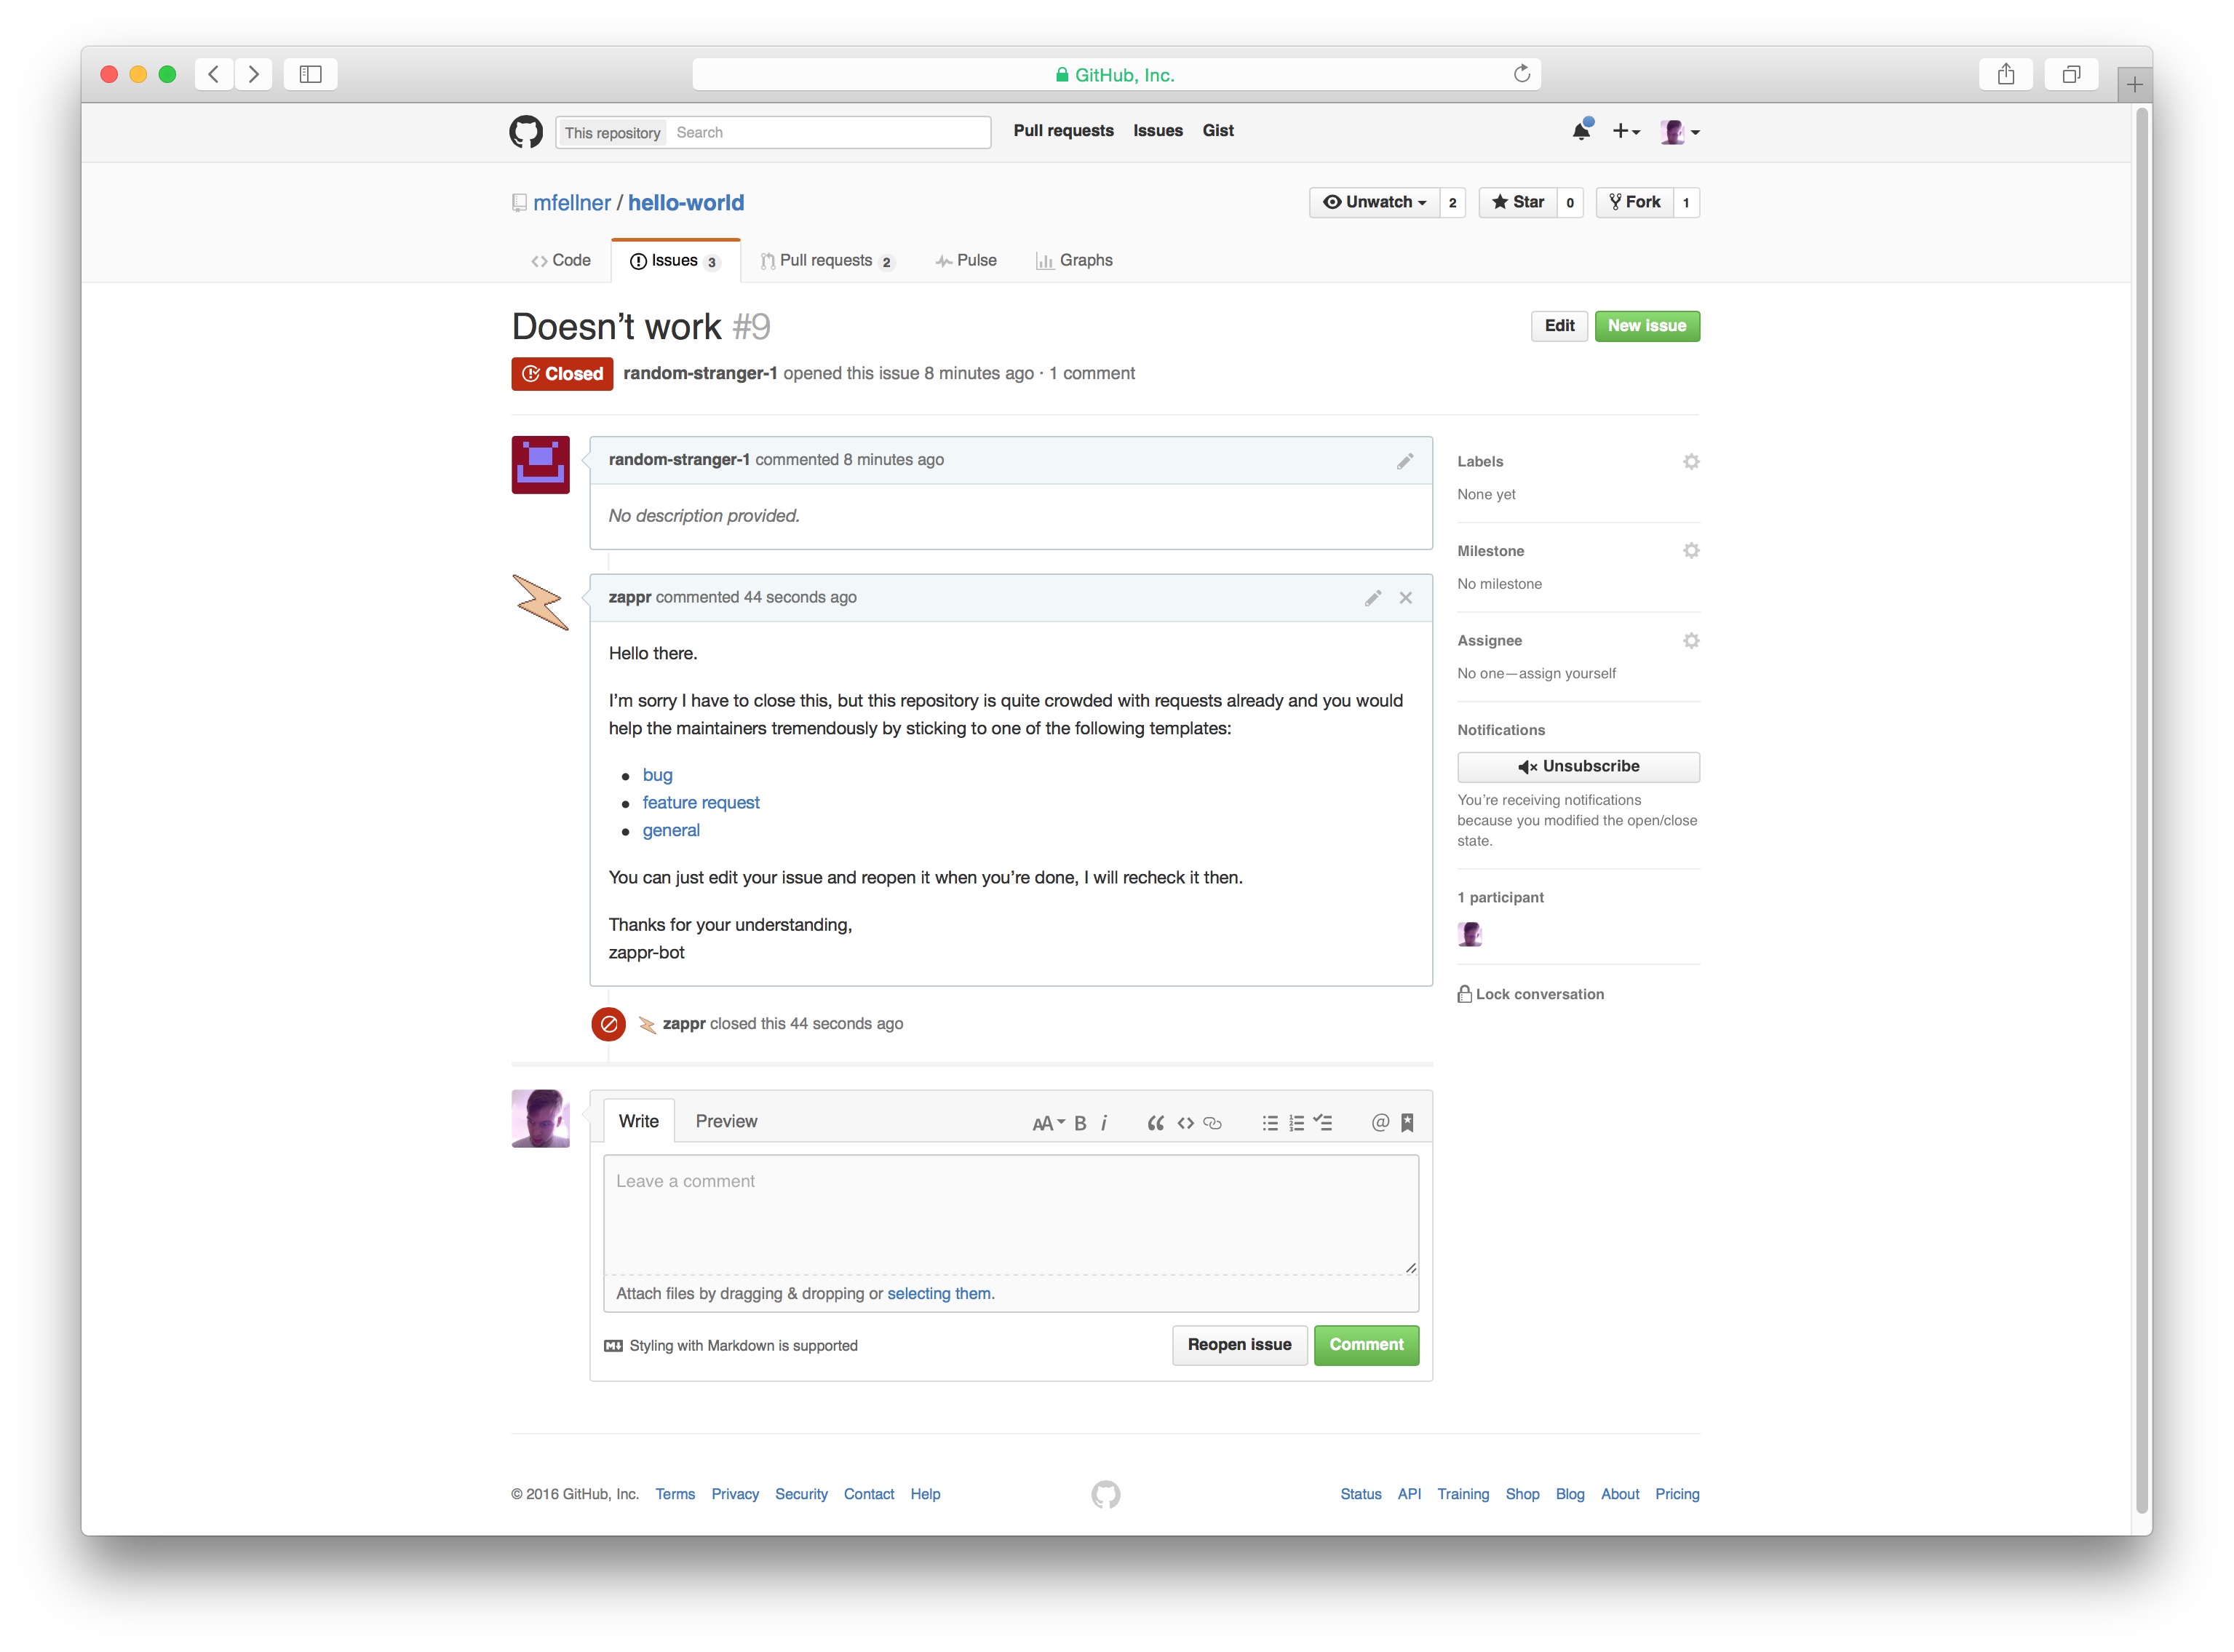 GitHub, Inc.
This repository Search Pull requests Issues Gist
mfellner / hello-world Unwatch 2 Star 0 Fork 1
Code Issues 3 Pull requests 2 Pulse Graphs
Doesn’t work #9 Edit New issue
Closed random-stranger-1 opened this issue 8 minutes ago · 1 comment
random-stranger-1 commented 8 minutes ago
No description provided.
zappr commented 44 seconds ago
Hello there.
I’m sorry I have to close this, but this repository is quite crowded with requests already and you would
help the maintainers tremendously by sticking to one of the following templates:
• bug
• feature request
• general
You can just edit your issue and reopen it when you’re done, I will recheck it then.
Thanks for your understanding,
zappr-bot
zappr closed this 44 seconds ago
Labels
None yet
Milestone
No milestone
Assignee
No one—assign yourself
Notifications
Unsubscribe
You’re receiving notifications
because you modified the open/close
state.
1 participant
Lock conversation
Write Preview AA B i
Leave a comment
Attach files by dragging & dropping or selecting them.
Styling with Markdown is supported Reopen issue Comment
© 2016 GitHub, Inc. Terms Privacy Security Contact Help Status API Training Shop Blog About Pricing